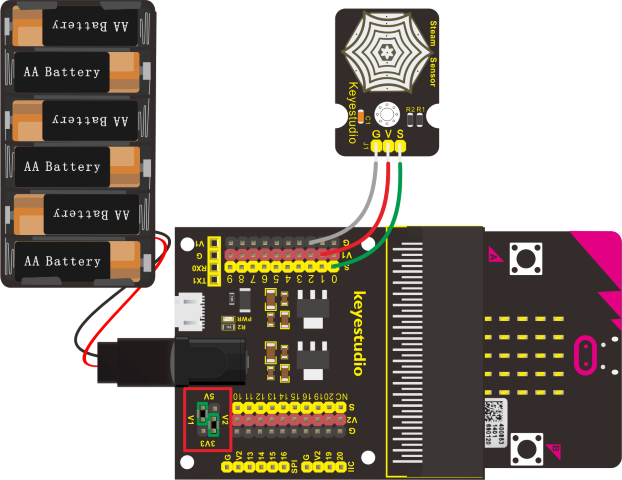 AA Battery
AA Battery
AA Battery
AA Battery
AA Battery
AA Battery
Steam Sensor
Keyestudio
C1
R2 R1
G V S
J1
V1
G
RX0
TX1
G
V1
S
9 8 7 6 5 4 3 2 1 0
PWR
R2
keyestudio
5V
V1
V2
3V3
10 11 12 13 14 15 16 19 20 NC
S
V2
G
G V2 13 14 15 16 SPI
G V2 19 20 IIC
A
B